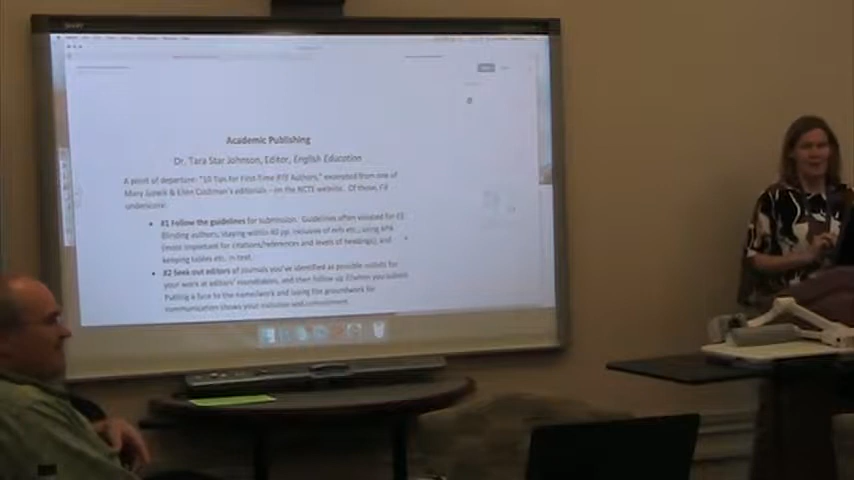 Academic Publishing
Dr. Tara Star Johnson, Editor, English Education
A point of departure: "10 Tips for First-Time RTE Authors," excerpted from one of
Mary Juzwik & Ellen Cushman's editorials - on the NCTE website. Of those, I'd
underscore:
#1 Follow the guidelines for submission. Guidelines often violated for EE:
Blinding authors, staying within 40 pp. inclusive of refs etc., using APA
(most important for citations/references and levels of headings), and
keeping tables etc. in text.
#2 Seek out editors of journals you've identified as possible outlets for
your work at editors' roundtables, and then follow up if/when you submit.
Putting a face to the name/work and laying the groundwork for
communication shows your initiative and commitment.